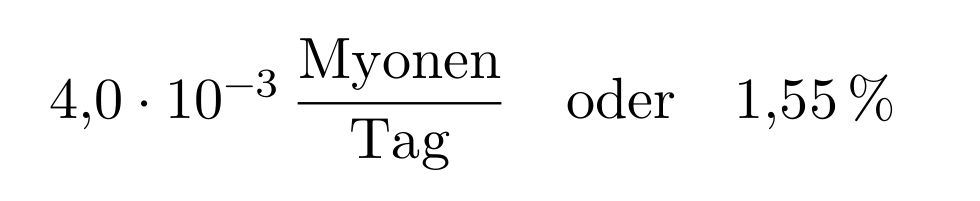 4,0 · 10⁻³ Myonen/Tag oder 1,55 %